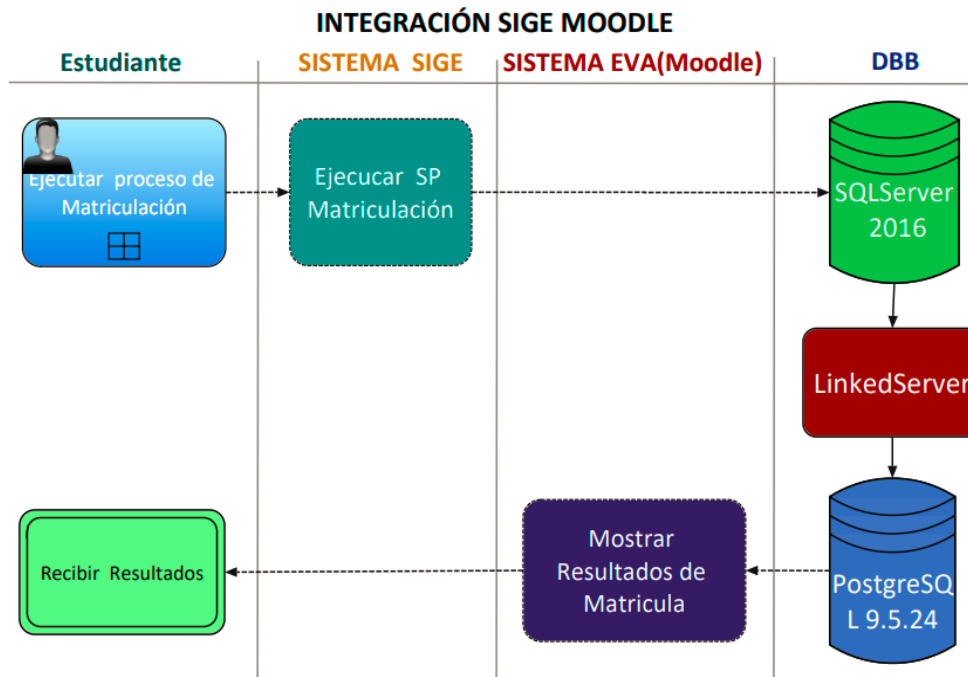 INTEGRACIÓN SIGE MOODLE
Estudiante
SISTEMA SIGE
SISTEMA EVA(Moodle)
DBB
Ejecutar proceso de
Matriculación
Ejecucar SP
Matriculación
SQLServer
2016
LinkedServer
Recibir Resultados
Mostrar
Resultados de
Matricula
PostgreSQ
L 9.5.24